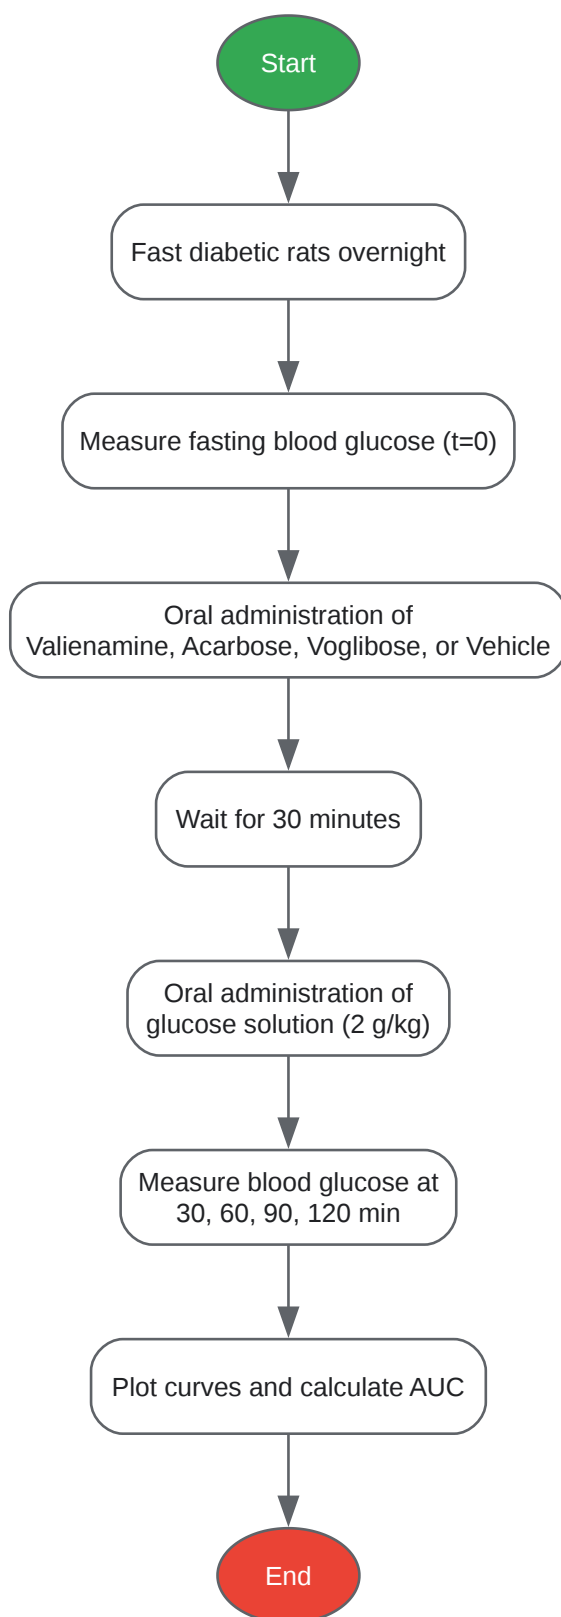 Start
Fast diabetic rats overnight
Measure fasting blood glucose (t=0)
Oral administration of
Valienamine, Acarbose, Voglibose, or Vehicle
Wait for 30 minutes
Oral administration of
glucose solution (2 g/kg)
Measure blood glucose at
30, 60, 90, 120 min
Plot curves and calculate AUC
End